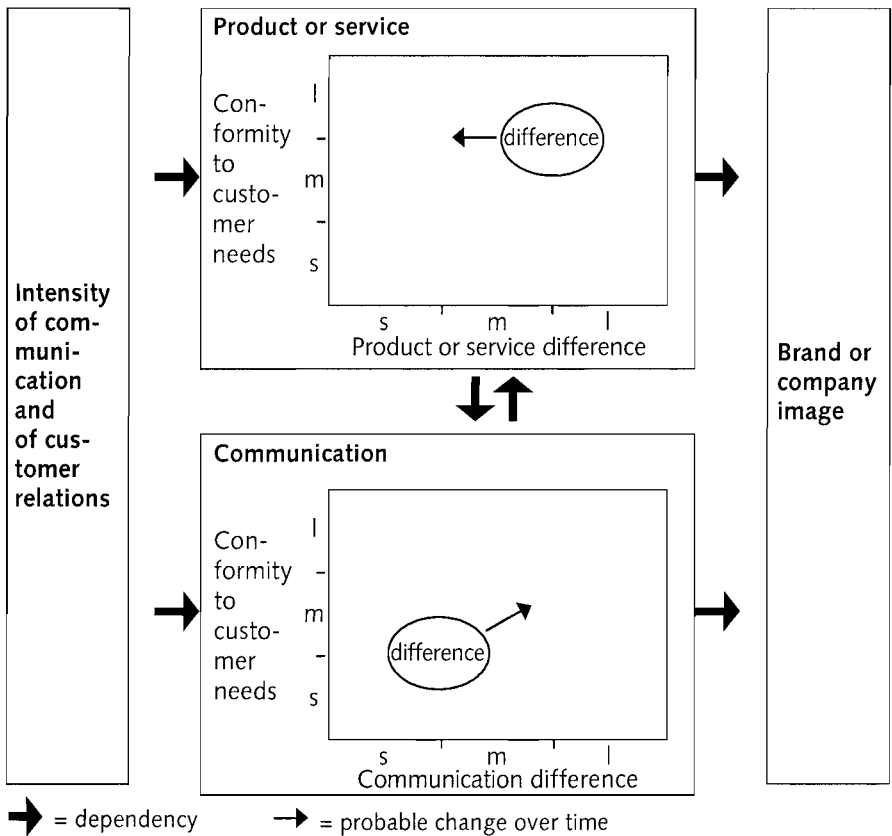 Intensity
of com-
muni-
cation
and
of cus-
tomer
relations
Product or service
Con-
formity
to
custo-
mer
needs
l
-
m
-
s
difference
s m l
Product or service difference
Communication
Con-
formity
to
custo-
mer
needs
l
-
m
-
s
difference
s m l
Communication difference
Brand or
company
image
= dependency
= probable change over time